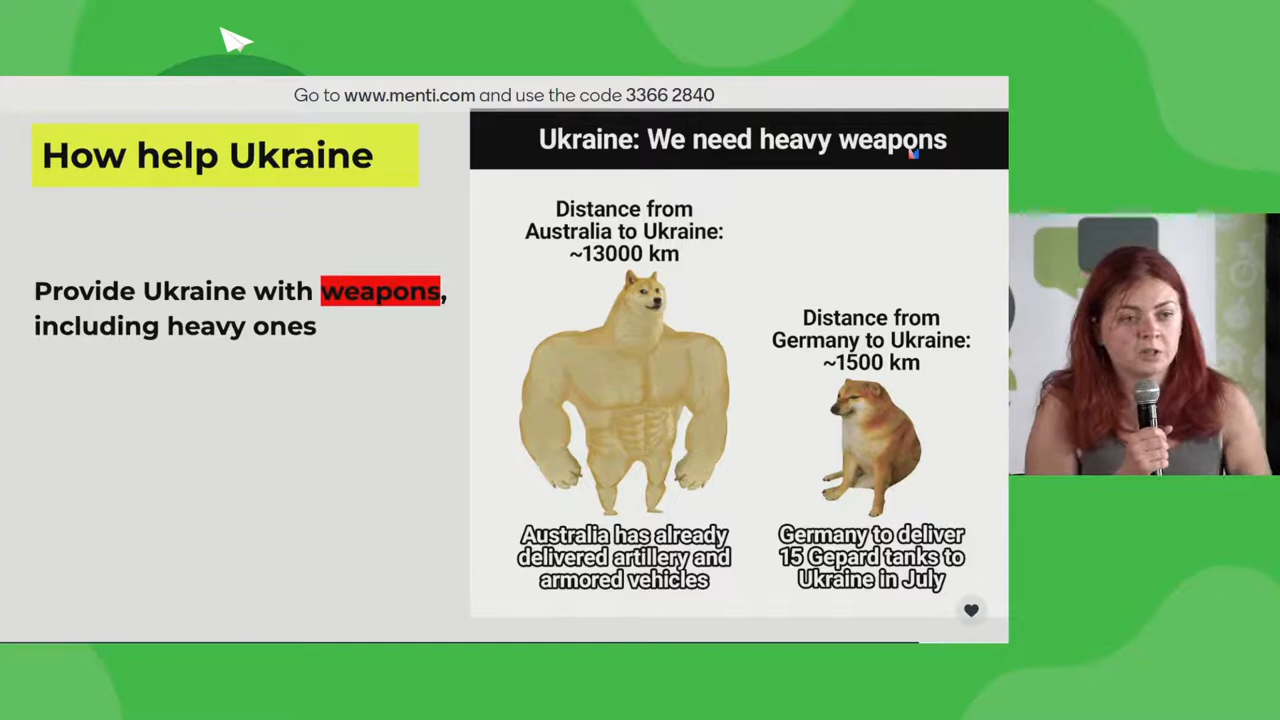 Go to www.menti.com and use the code 3366 2840
How help Ukraine
Provide Ukraine with weapons,
including heavy ones
Ukraine: We need heavy weapons
Distance from
Australia to Ukraine:
~13000 km
Australia has already
delivered artillery and
armored vehicles
Distance from
Germany to Ukraine:
~1500 km
Germany to deliver
15 Gepard tanks to
Ukraine in July